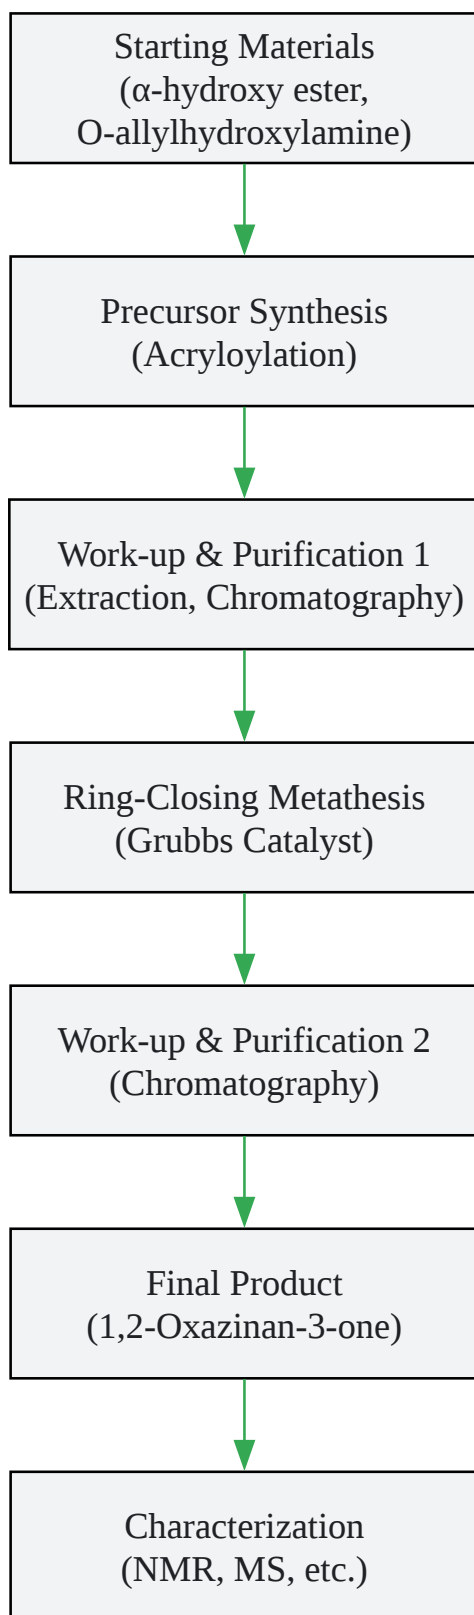 Starting Materials
(α-hydroxy ester,
O-allylhydroxylamine)
Precursor Synthesis
(Acryloylation)
Work-up & Purification 1
(Extraction, Chromatography)
Ring-Closing Metathesis
(Grubbs Catalyst)
Work-up & Purification 2
(Chromatography)
Final Product
(1,2-Oxazinan-3-one)
Characterization
(NMR, MS, etc.)